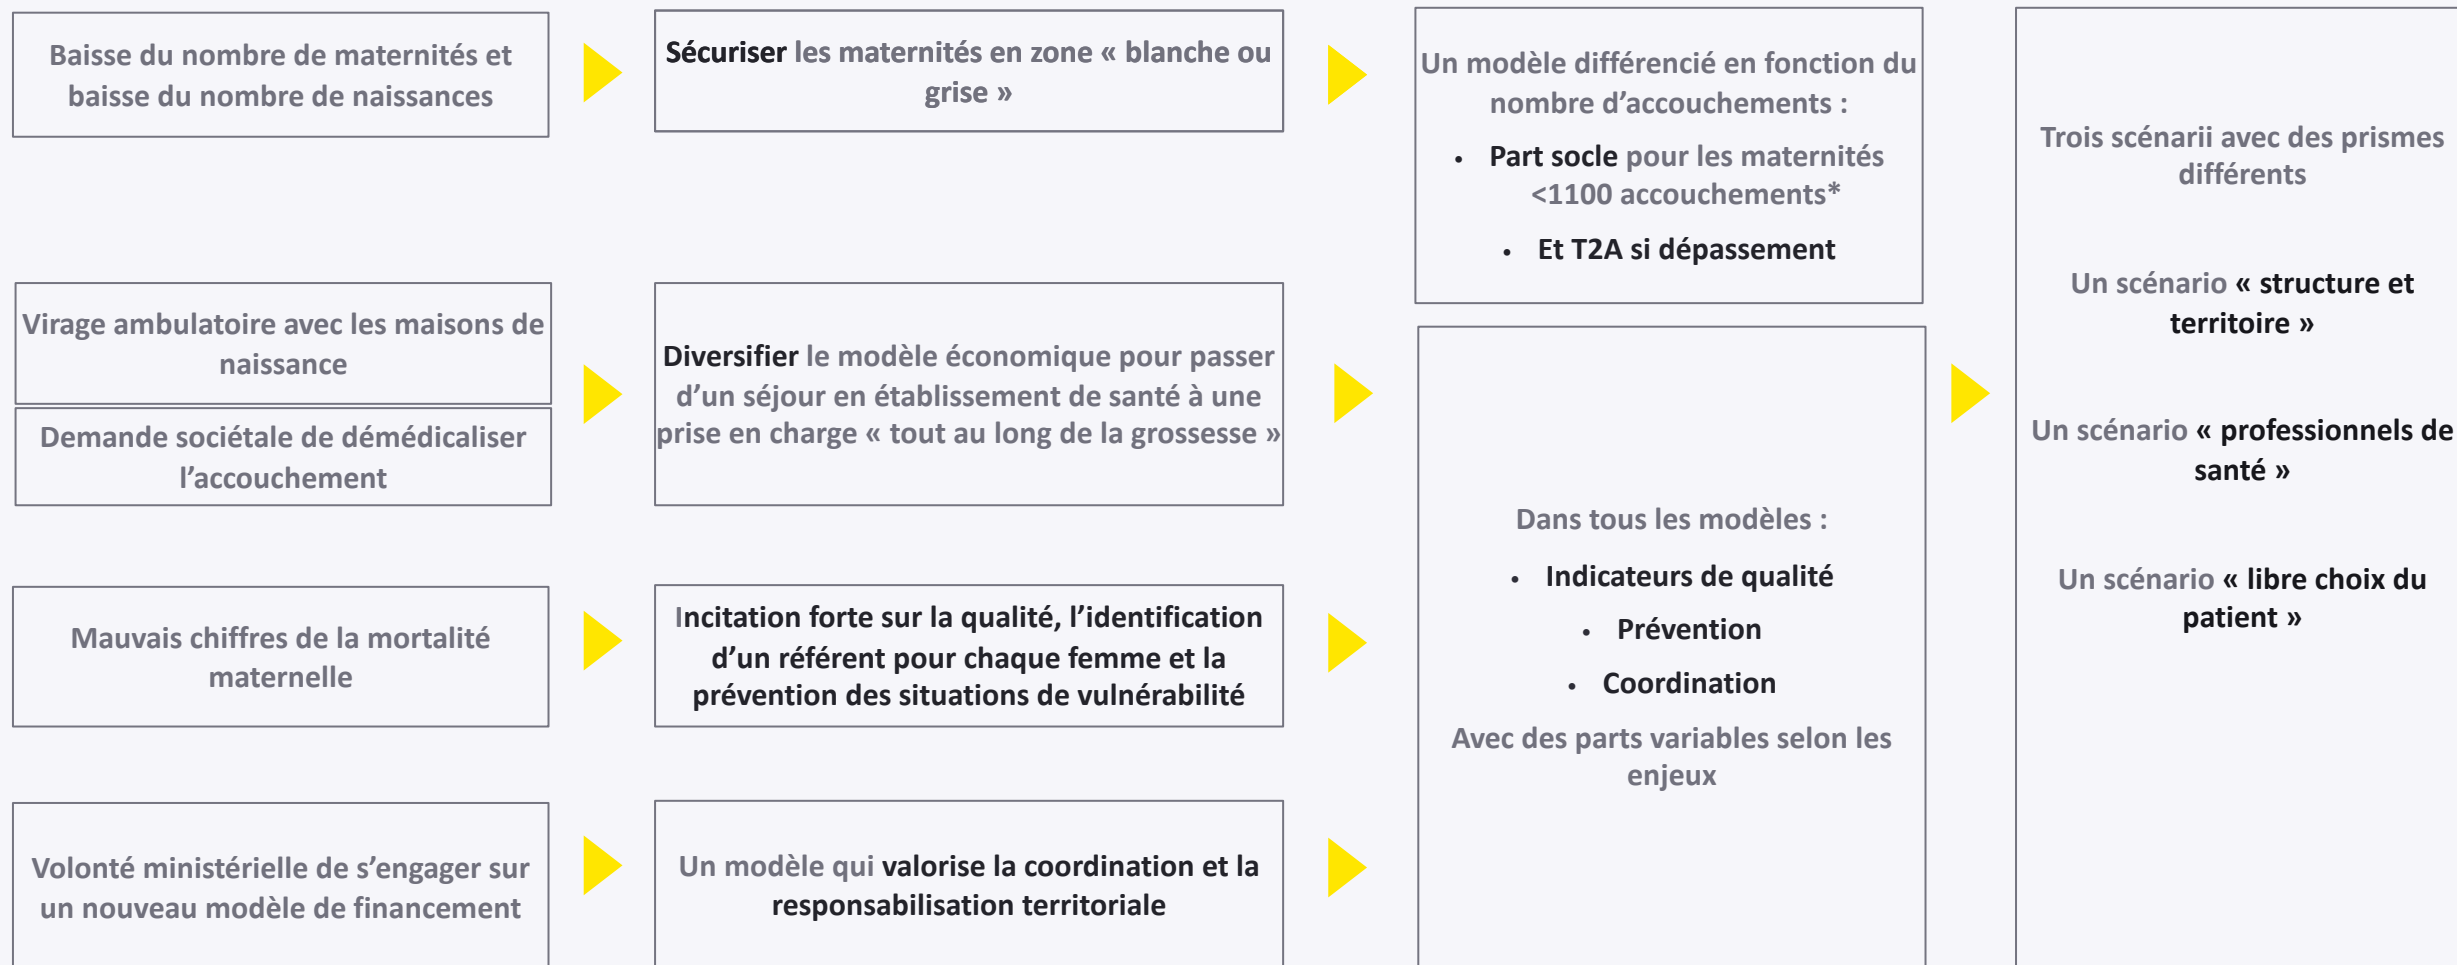 Baisse du nombre de maternités et
baisse du nombre de naissances
Sécuriser les maternités en zone « blanche ou
grise »
Un modèle différencié en fonction du
nombre d’accouchements :
• Part socle pour les maternités
<1100 accouchements*
• Et T2A si dépassement
Trois scénarii avec des prismes
différents
Un scénario « structure et
territoire »
Un scénario « professionnels de
santé »
Un scénario « libre choix du
patient »
Virage ambulatoire avec les maisons de
naissance
Demande sociétale de démédicaliser
l’accouchement
Diversifier le modèle économique pour passer
d’un séjour en établissement de santé à une
prise en charge « tout au long de la grossesse »
Dans tous les modèles :
• Indicateurs de qualité
• Prévention
• Coordination
Avec des parts variables selon les
enjeux
Mauvais chiffres de la mortalité
maternelle
Incitation forte sur la qualité, l’identification
d’un référent pour chaque femme et la
prévention des situations de vulnérabilité
Volonté ministérielle de s’engager sur
un nouveau modèle de financement
Un modèle qui valorise la coordination et la
responsabilisation territoriale